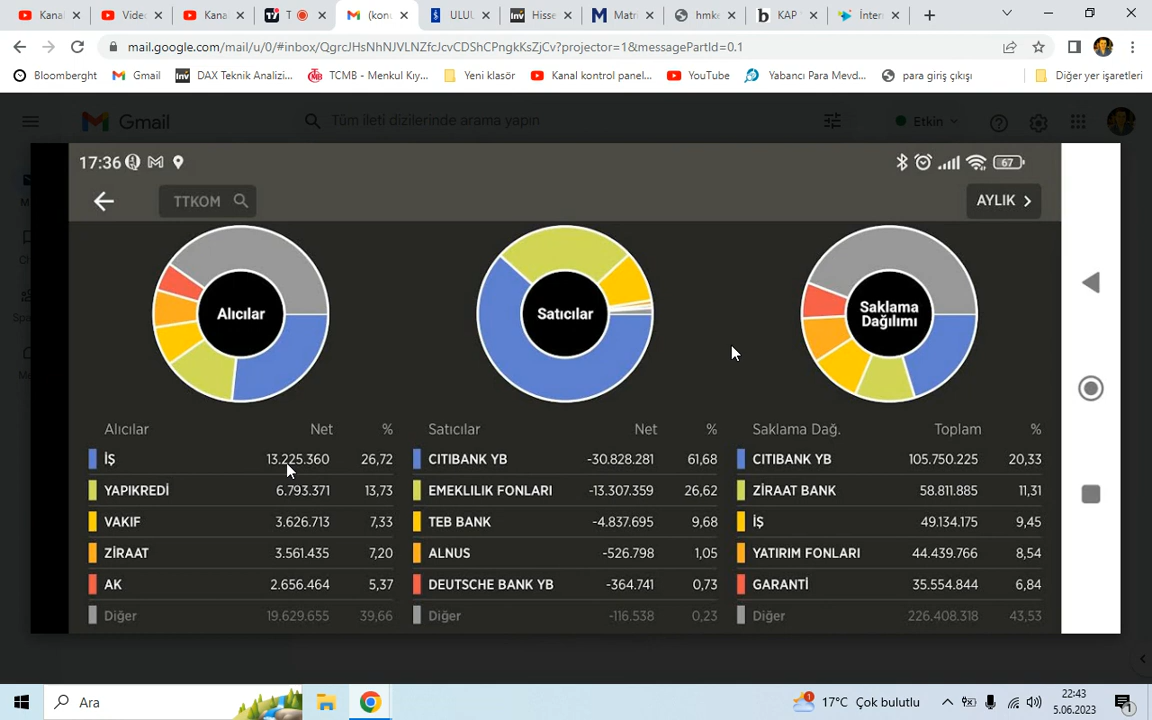 Kanal
Video
Kana
T
(konu
ULUU
Hisse
Matri
hmke
KAP
İnter
mail.google.com/mail/u/0/#inbox/QgrcJHsNhNJVLNZfcJcvCDShCPngkKsZjCv?projector=1&messagePartId=0.1
Bloomberght
Gmail
DAX Teknik Analizi...
TCMB - Menkul Kıy...
Yeni klasör
Kanal kontrol panel...
YouTube
Yabancı Para Mevd...
para giriş çıkışı
Diğer yer işaretleri
Gmail
Tüm ileti dizilerinde arama yapın
Etkin
17:36
67
TTKOM
AYLIK
Alıcılar
Satıcılar
Saklama
Dağılımı
Alıcılar Net %
İŞ 13.225.360 26,72
YAPIKREDİ 6.793.371 13,73
VAKIF 3.626.713 7,33
ZİRAAT 3.561.435 7,20
AK 2.656.464 5,37
Diğer 19.629.655 39,66
Satıcılar Net %
CITIBANK YB -30.828.281 61,68
EMEKLILIK FONLARI -13.307.359 26,62
TEB BANK -4.837.695 9,68
ALNUS -526.798 1,05
DEUTSCHE BANK YB -364.741 0,73
Diğer -116.538 0,23
Saklama Dağ. Toplam %
CITIBANK YB 105.750.225 20,33
ZİRAAT BANK 58.811.885 11,31
İŞ 49.134.175 9,45
YATIRIM FONLARI 44.439.766 8,54
GARANTİ 35.554.844 6,84
Diğer 226.408.318 43,53
Ara
17°C Çok bulutlu
22:43
5.06.2023